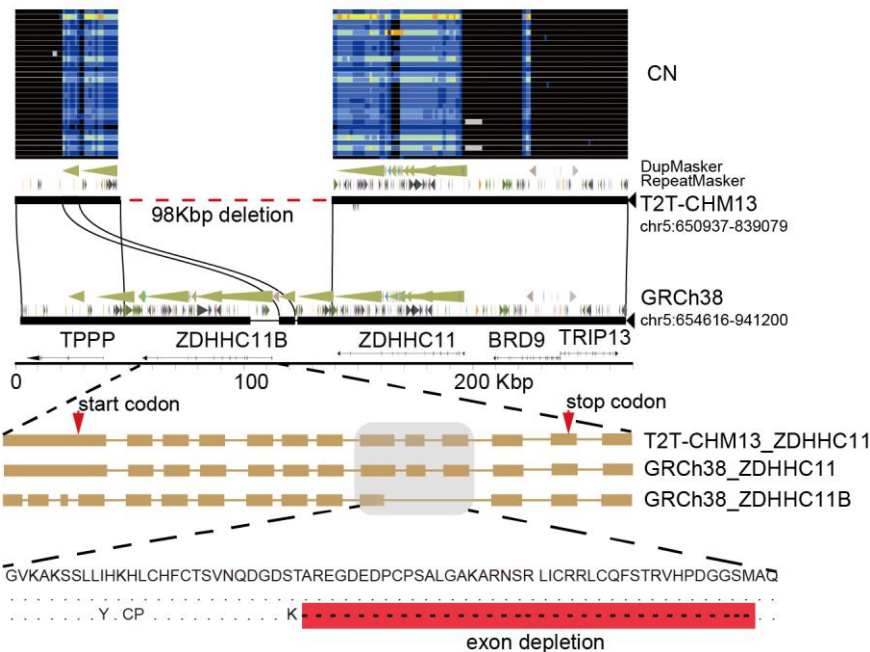 CN
DupMasker
RepeatMasker
T2T-CHM13
98Kbp deletion
chr5:650937-839079
GRCh38
chr5:654616-941200
TPPP ZDHHC11B ZDHHC11 BRD9 TRIP13
0 100 200 Kbp
start codon stop codon
T2T-CHM13_ZDHHC11
GRCh38_ZDHHC11
GRCh38_ZDHHC11B
GVKAKSSLLIHKHLCHFCTSVNQDGDSTAREGDEDPCPSALGAKARNSR LICRRLCQFSTRVHPDGGSMAQ
Y CP K
exon depletion